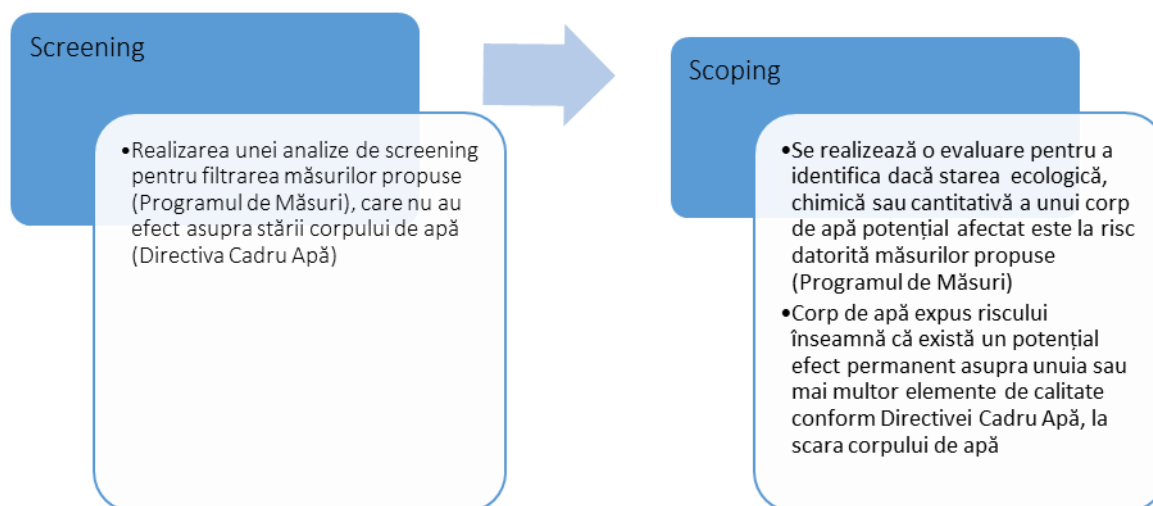 Screening
•Realizarea unei analize de screening
pentru filtrarea măsurilor propuse
(Programul de Măsuri), care nu au
efect asupra stării corpului de apă
(Directiva Cadru Apă)
Scoping
•Se realizează o evaluare pentru a
identifica dacă starea ecologică,
chimică sau cantitativă a unui corp
de apă potențial afectat este la risc
datorită măsurilor propuse
(Programul de Măsuri)
•Corp de apă expus riscului
înseamnă că există un potențial
efect permanent asupra unuia sau
mai multor elemente de calitate
conform Directivei Cadru Apă, la
scara corpului de apă